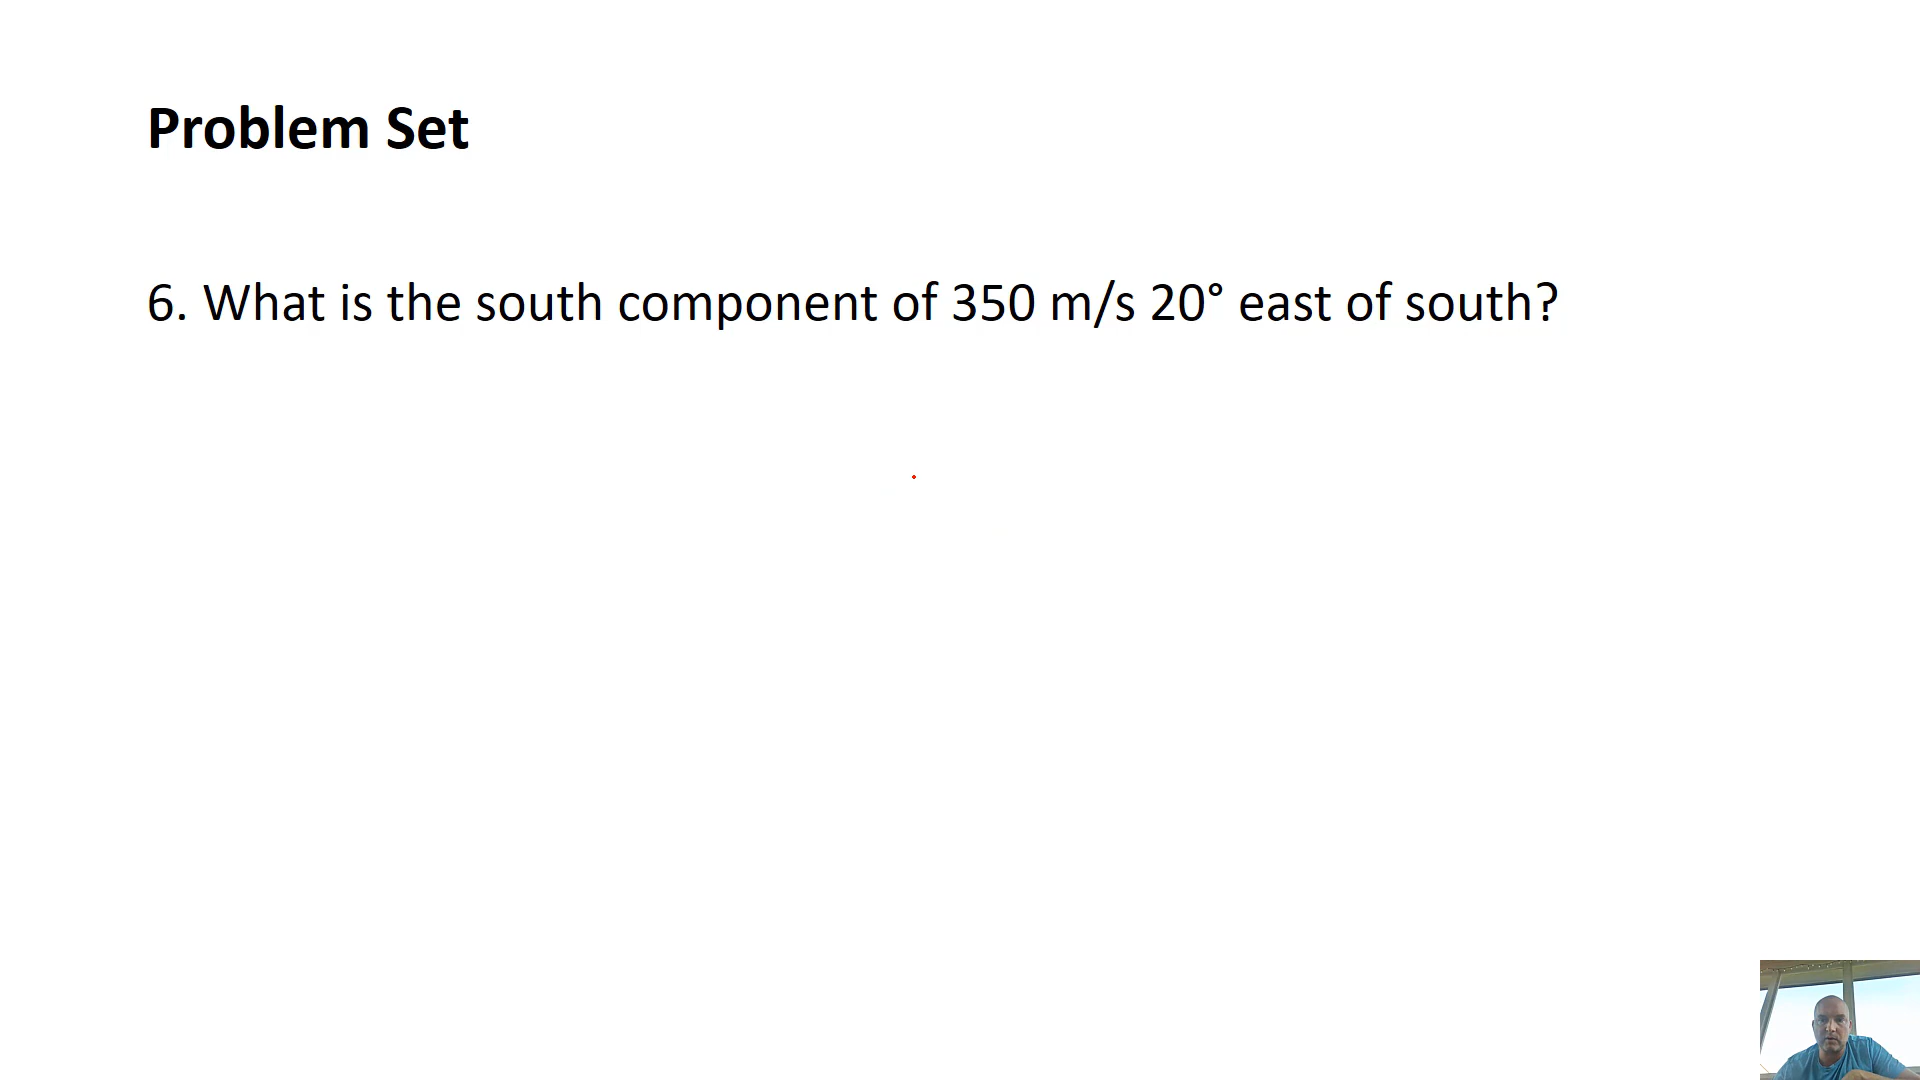 Problem Set
6. What is the south component of 350 m/s 20° east of south?